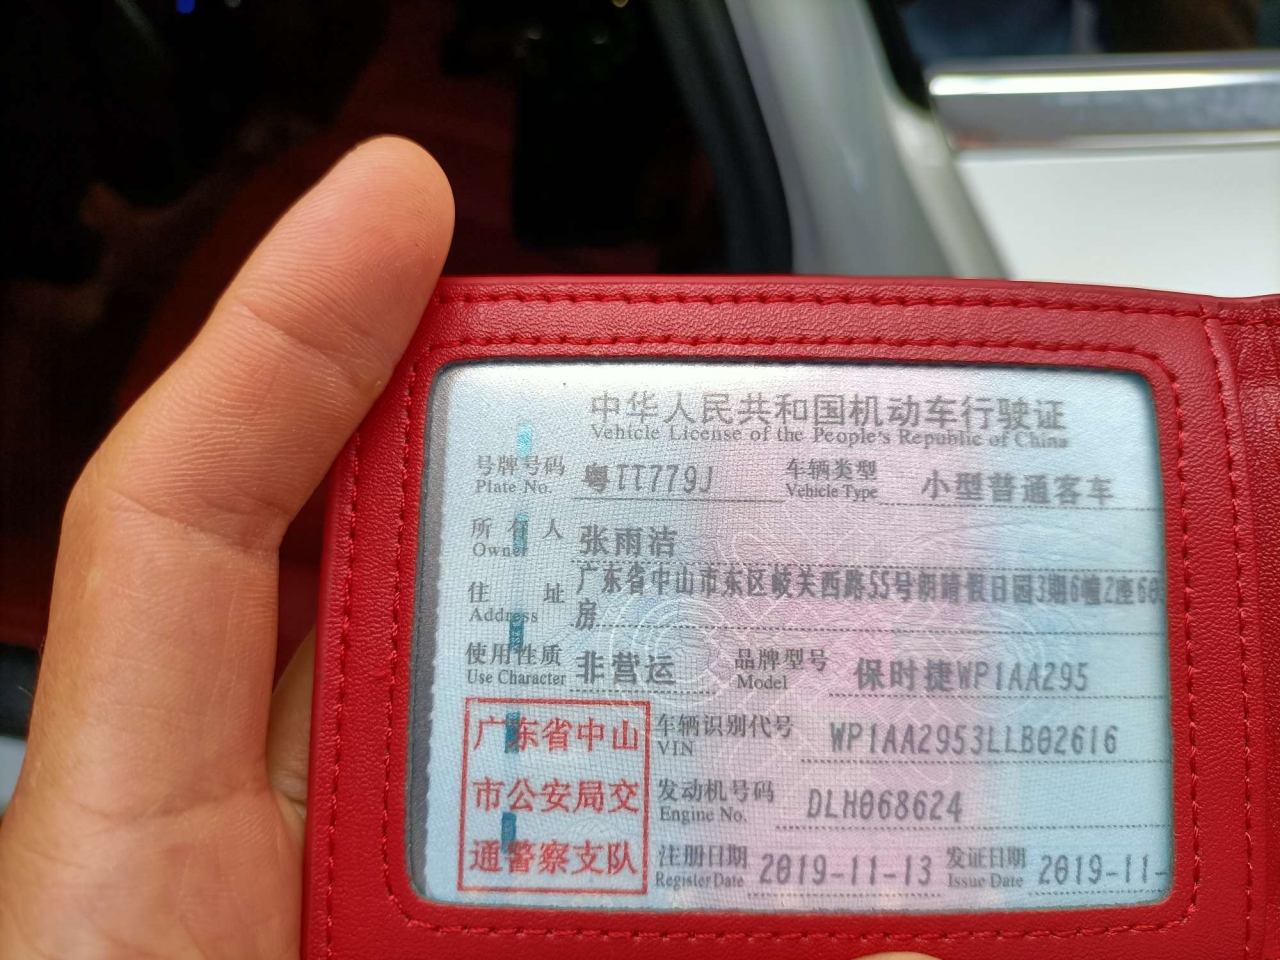 中华人民共和国机动车行驶证
Vehicle License of the People's Republic of China
号牌号码 粤TT779J 车辆类型 小型普通客车
Plate No. Vehicle Type
所有人 张雨洁
Owner
住址 广东省中山市东区岐关西路55号朗晴假日园3期6幢2座60
Address 房
使用性质 非营运 品牌型号 保时捷WP1AA295
Use Character Model
广东省中山 车辆识别代号 WP1AA2953LLB02616
VIN
市公安局交 发动机号码 DLH068624
Engine No.
通警察支队 注册日期 2019-11-13 发证日期 2019-11-
Register Date Issue Date